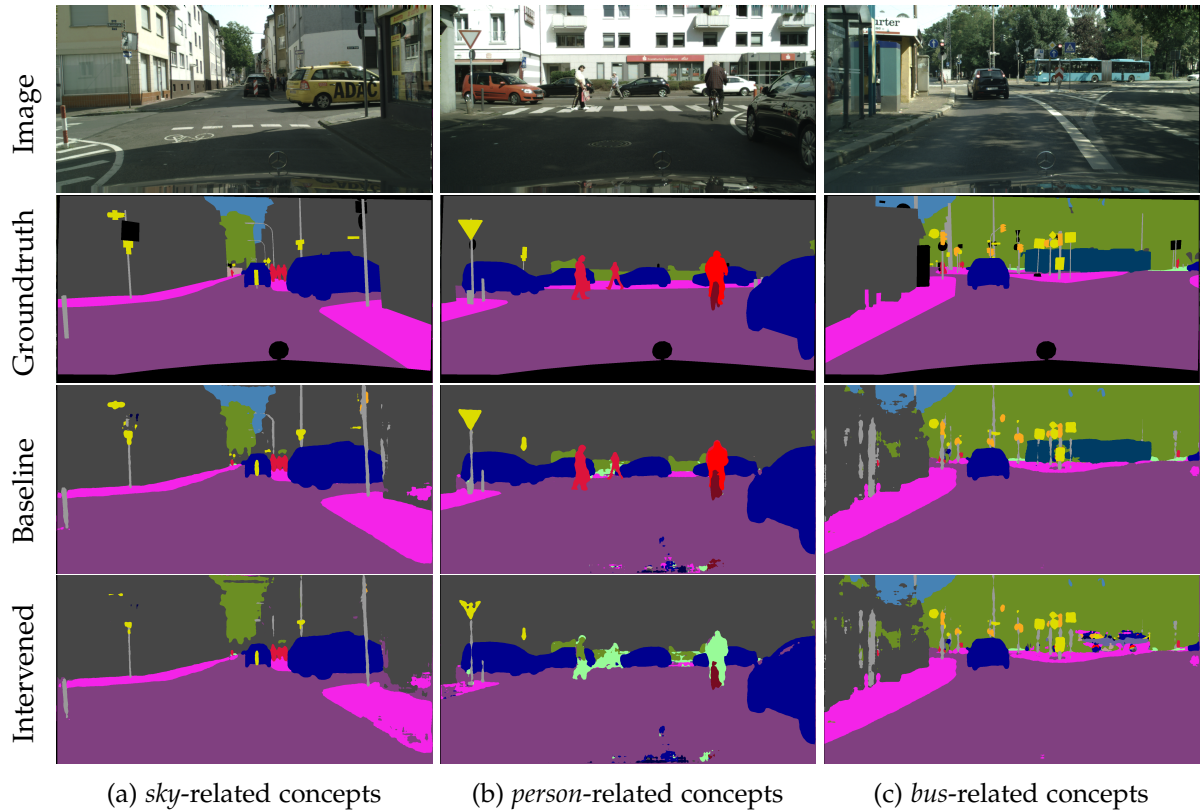 Image
Groundtruth
Baseline
Intervened
ADAC
urter
(a) sky-related concepts
(b) person-related concepts
(c) bus-related concepts